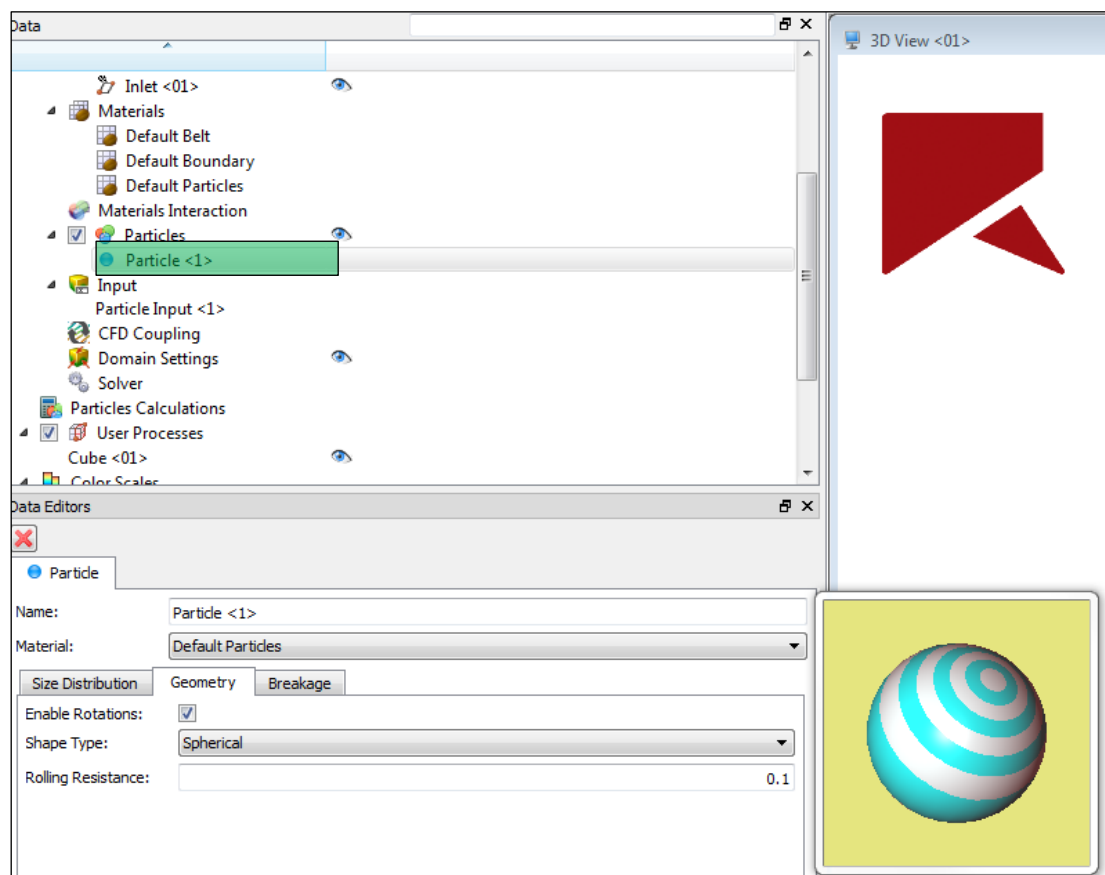 Data
3D View <01>
Inlet <01>
Materials
Default Belt
Default Boundary
Default Particles
Materials Interaction
Particles
Particle <1>
Input
Particle Input <1>
CFD Coupling
Domain Settings
Solver
Particles Calculations
User Processes
Cube <01>
Color Scales
Data Editors
Particle
Name: Particle <1>
Material: Default Particles
Size Distribution Geometry Breakage
Enable Rotations:
Shape Type: Spherical
Rolling Resistance: 0.1